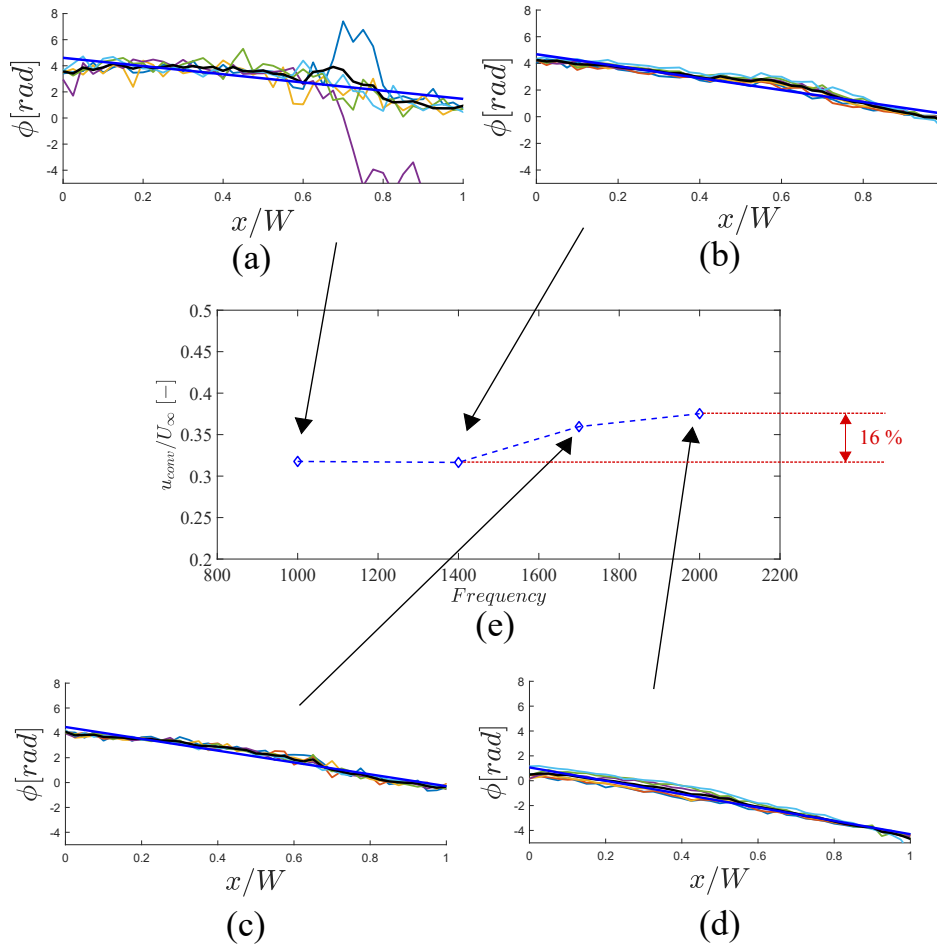 8
6
4
2
0
-2
-4
ϕ[rad]
0 0.2 0.4 0.6 0.8 1
x/W
(a)
8
6
4
2
0
-2
-4
ϕ[rad]
0 0.2 0.4 0.6 0.8
x/W
(b)
0.5
0.45
0.4
0.35
0.3
0.25
0.2
u_conv/U_∞ [−]
16 %
800 1000 1200 1400 1600 1800 2000 2200
Frequency
(e)
8
6
4
2
0
-2
-4
ϕ[rad]
0 0.2 0.4 0.6 0.8 1
x/W
(c)
8
6
4
2
0
-2
-4
ϕ[rad]
0 0.2 0.4 0.6 0.8 1
x/W
(d)